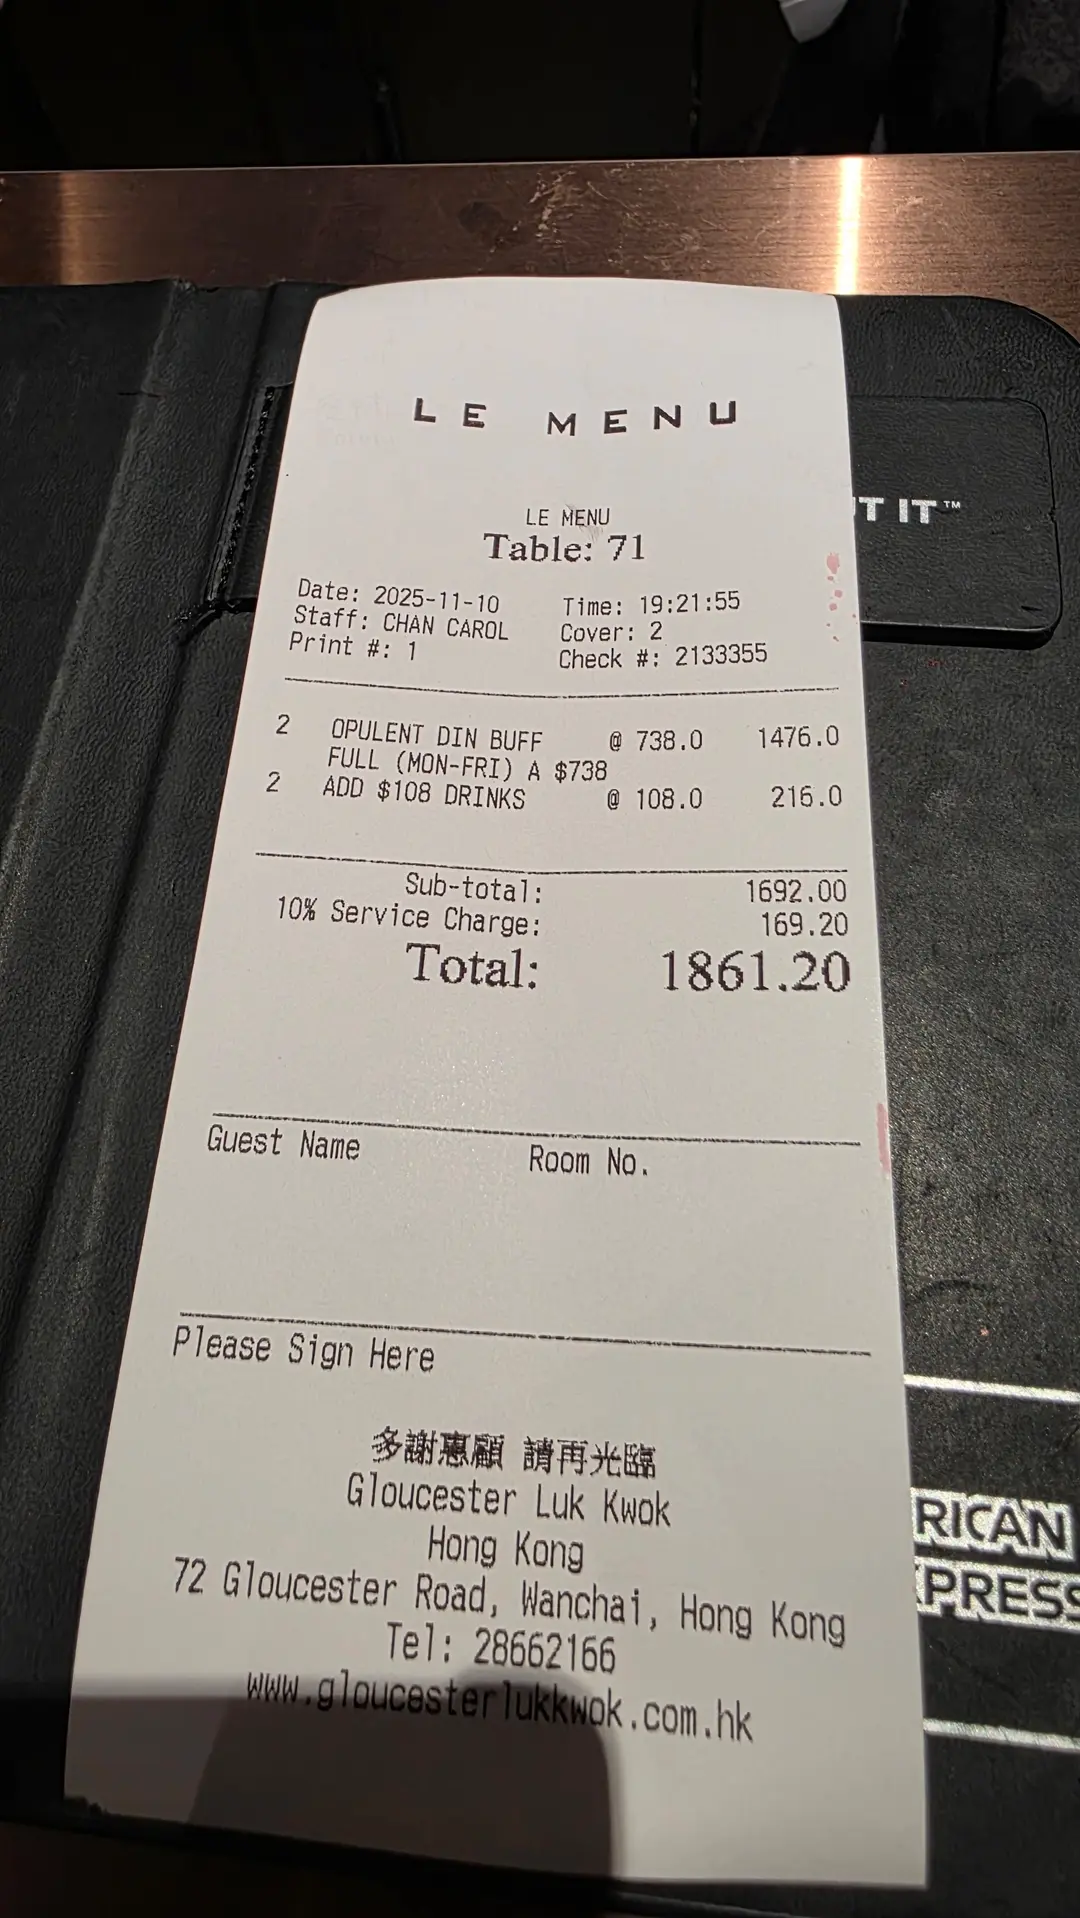 LE MENU
LE MENU
Table: 71
Date: 2025-11-10 Time: 19:21:55
Staff: CHAN CAROL Cover: 2
Print #: 1 Check #: 2133355
2 OPULENT DIN BUFF @ 738.0 1476.0
FULL (MON-FRI) A $738
2 ADD $108 DRINKS @ 108.0 216.0
Sub-total: 1692.00
10% Service Charge: 169.20
Total: 1861.20
Guest Name Room No.
Please Sign Here
多謝惠顧 請再光臨
Gloucester Luk Kwok
Hong Kong
72 Gloucester Road, Wanchai, Hong Kong
Tel: 28662166
www.gloucesterlukkwok.com.hk
IT™
RICAN
PRESS